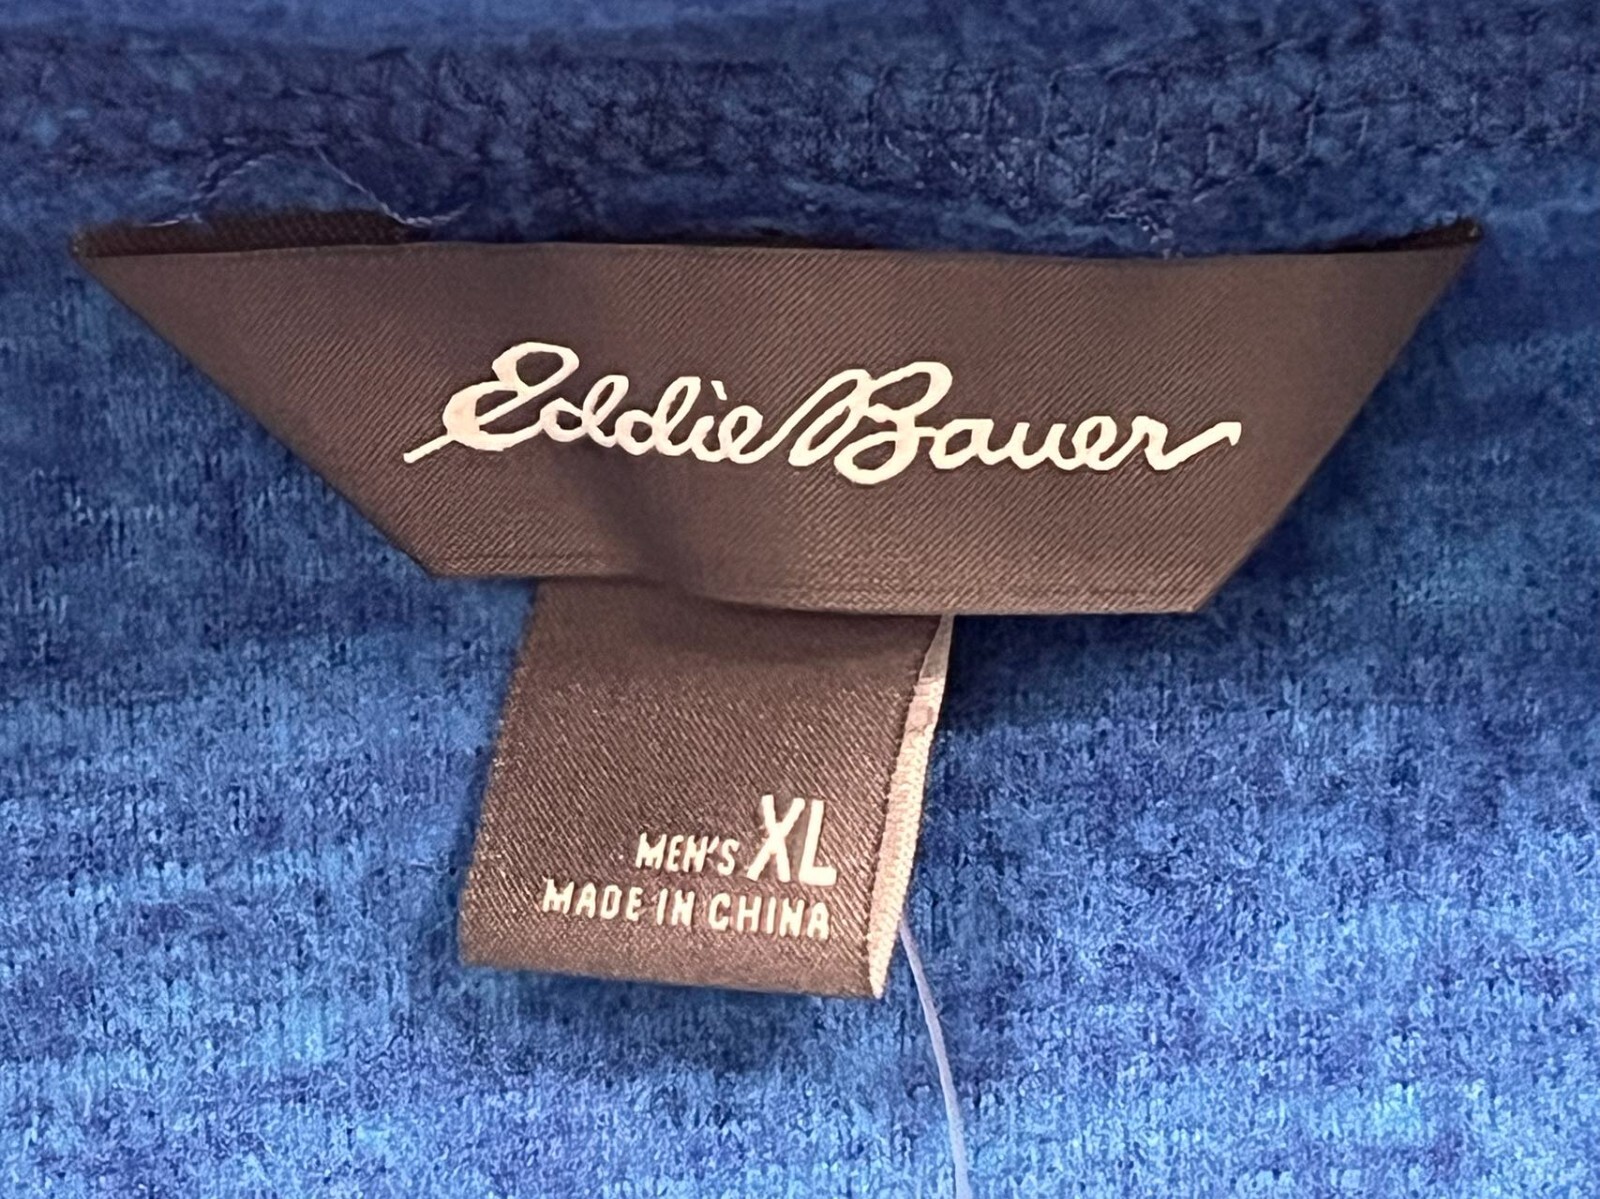 Eddie Bauer
MEN'S XL
MADE IN CHINA